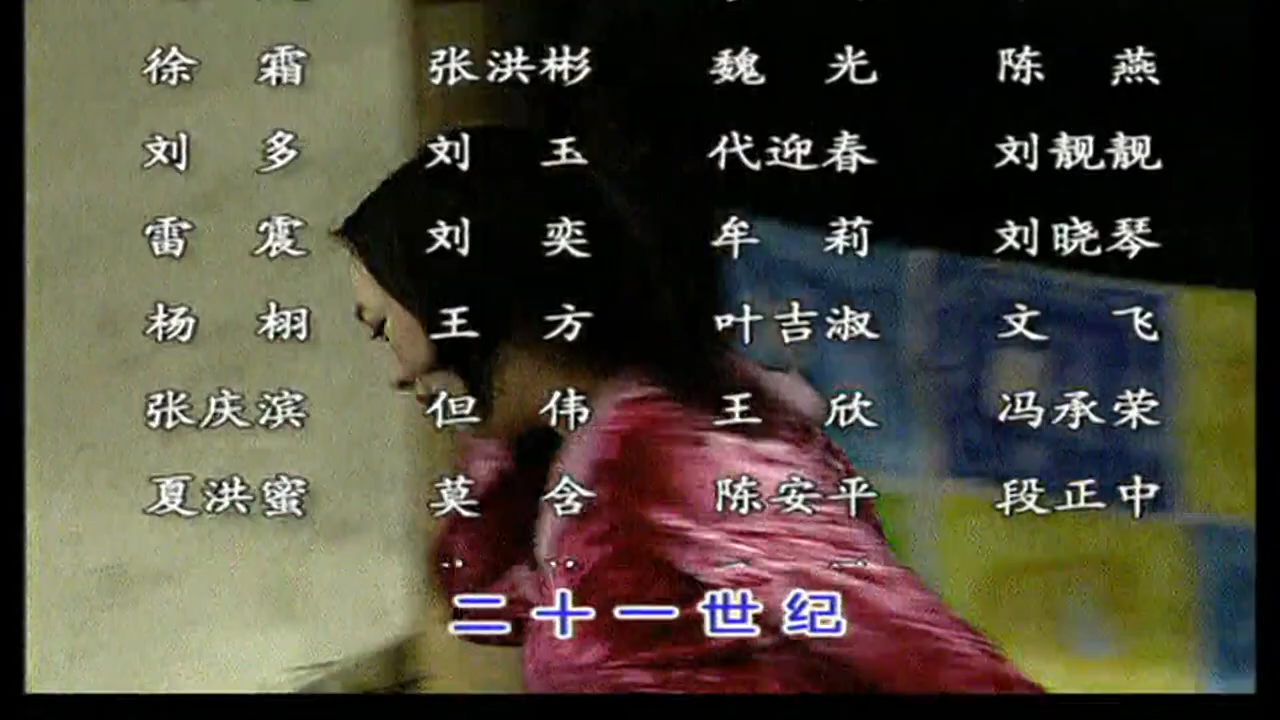 徐霜 张洪彬 魏光 陈燕
刘多 刘玉 代迎春 刘靓靓
雷震 刘奕 牟莉 刘晓琴
杨栩 王方 叶吉淑 文飞
张庆滨 但伟 王欣 冯承荣
夏洪蜜 莫含 陈安平 段正中
二十一世纪